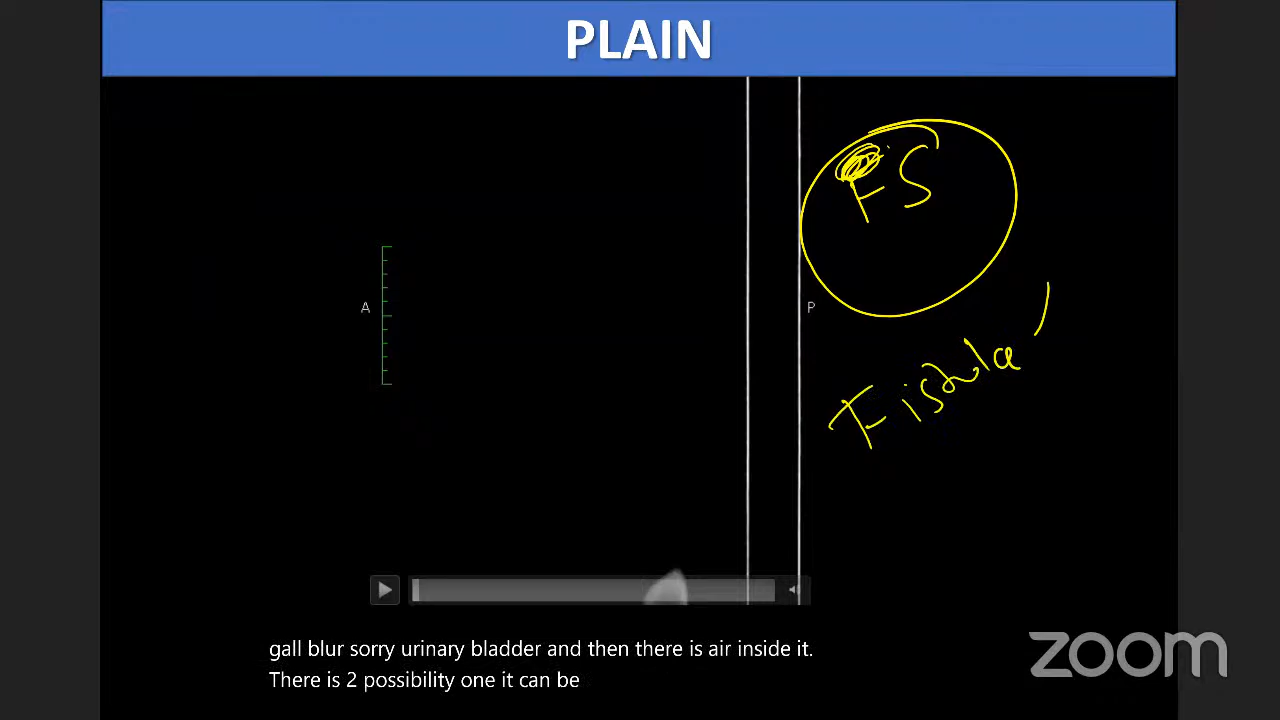 PLAIN
FS
A
P
Fistula
gall blur sorry urinary bladder and then there is air inside it.
There is 2 possibility one it can be
zoom